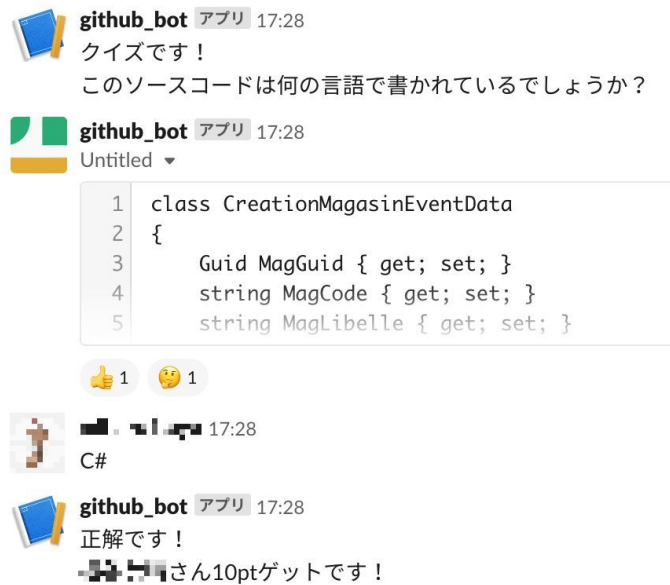 github_bot アプリ 17:28
クイズです！
このソースコードは何の言語で書かれているでしょうか？
github_bot アプリ 17:28
Untitled
1 class CreationMagasinEventData
2 {
3 Guid MagGuid { get; set; }
4 string MagCode { get; set; }
5 string MagLibelle { get; set; }
1 1
17:28
C#
github_bot アプリ 17:28
正解です！
さん10ptゲットです！